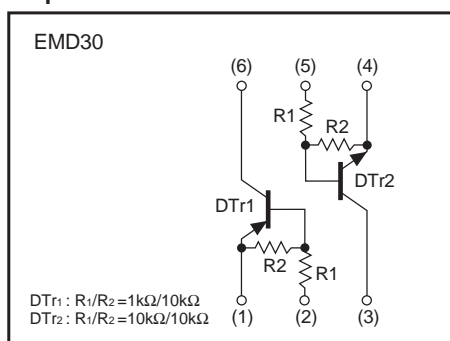 EMD30
(6) (5) (4)
R1
R2
DTr2
DTr1
R2
R1
DTr1 : R1/R2=1kΩ/10kΩ
DTr2 : R1/R2=10kΩ/10kΩ
(1) (2) (3)